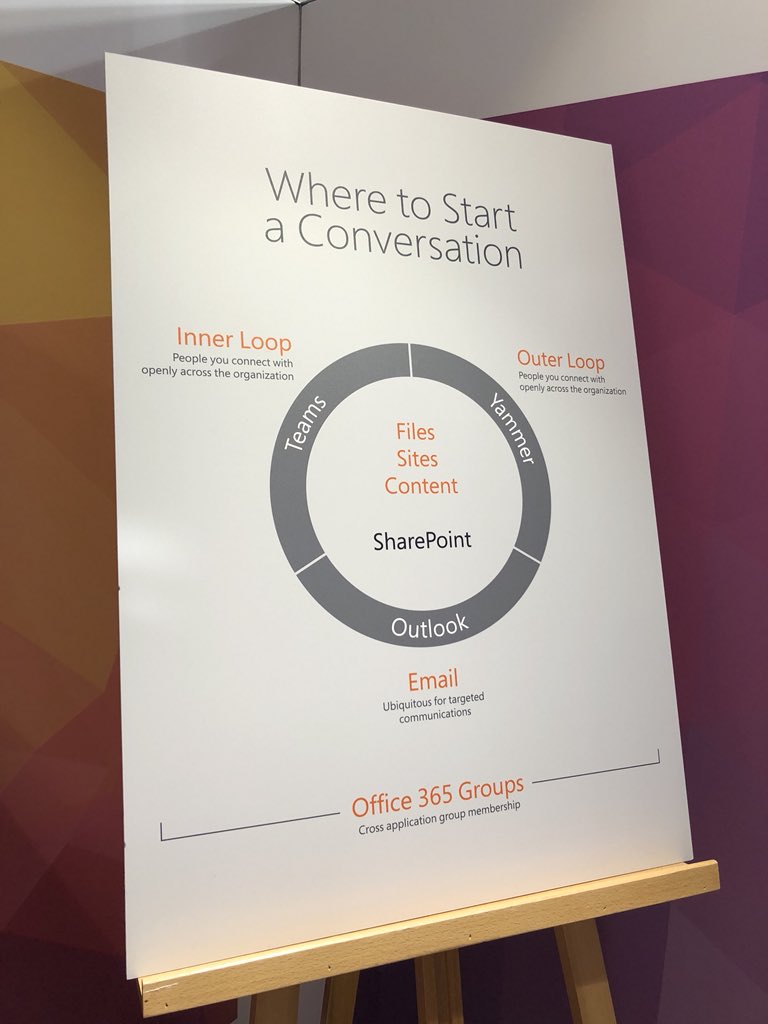 Where to Start
a Conversation
Inner Loop
People you connect with
openly across the organization
Outer Loop
People you connect with
openly across the organization
Teams
Yammer
Files
Sites
Content
SharePoint
Outlook
Email
Ubiquitous for targeted
communications
Office 365 Groups
Cross application group membership